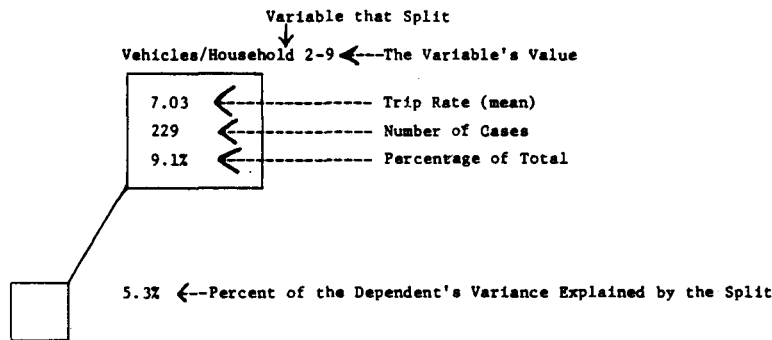 Variable that Split
Vehicles/Household 2-9 The Variable's Value
7.03 Trip Rate (mean)
229 Number of Cases
9.1% Percentage of Total
5.3% Percent of the Dependent's Variance Explained by the Split